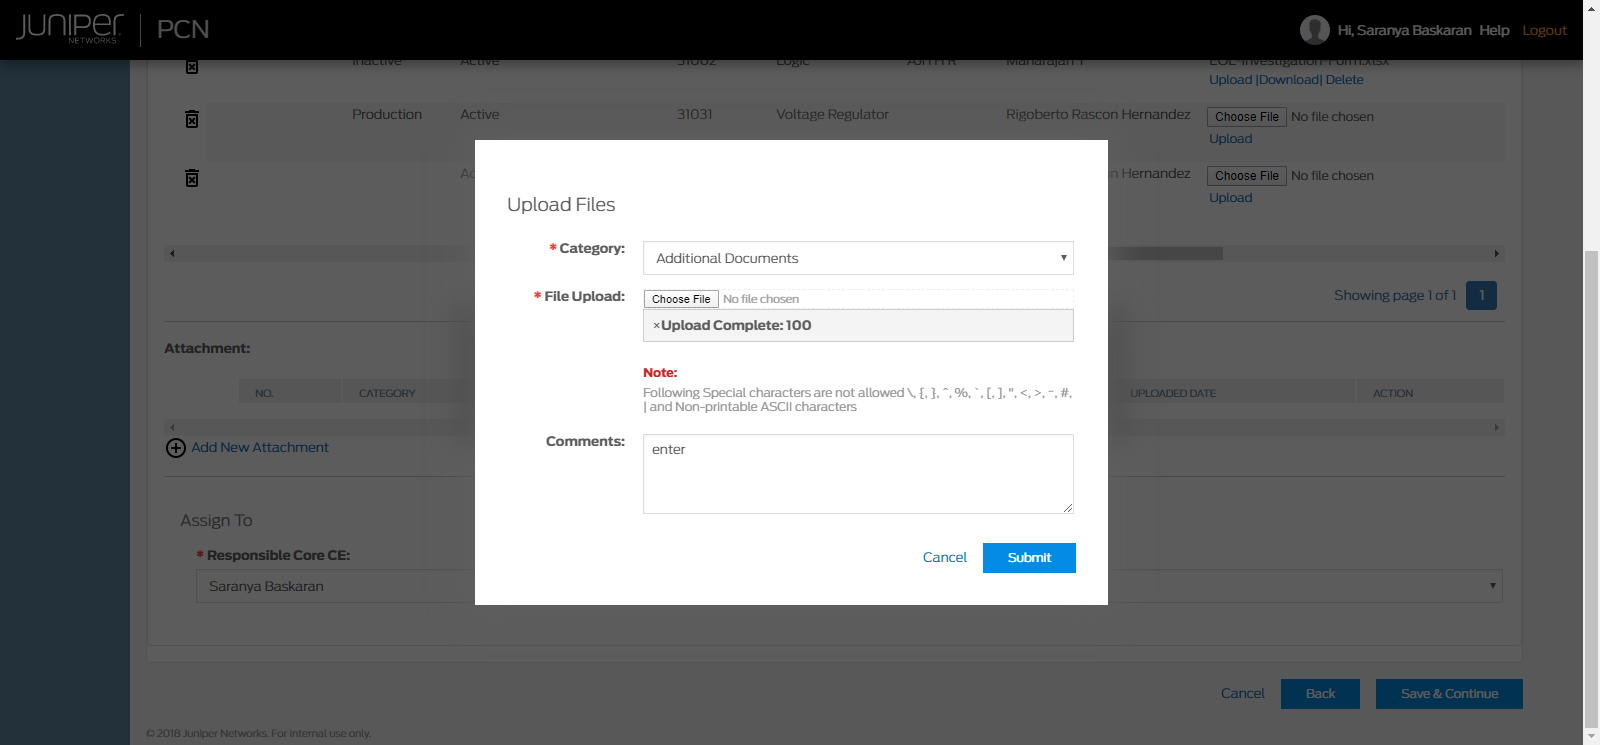 JUNIPER NETWORKS PCN Hi, Saranya Baskaran Help Logout
Inactive Active 31002 Logic AJITH R Maharajan T EOL-Investigation-Form.xlsx
Upload |Download| Delete
Production Active 31031 Voltage Regulator Rigoberto Rascon Hernandez Choose File No file chosen
Upload
Hernandez Choose File No file chosen
Upload
Upload Files
* Category: Additional Documents
* File Upload: Choose File No file chosen
×Upload Complete: 100
Showing page 1 of 1 1
Attachment:
NO. CATEGORY UPLOADED DATE ACTION
Note:
Following Special characters are not allowed \, {, }, ^, %, `, [, ], ", <, >, ~, #,
| and Non-printable ASCII characters
Add New Attachment
Comments: enter
Assign To
* Responsible Core CE:
Saranya Baskaran
Cancel Submit
Cancel Back Save & Continue
© 2018 Juniper Networks. For internal use only.